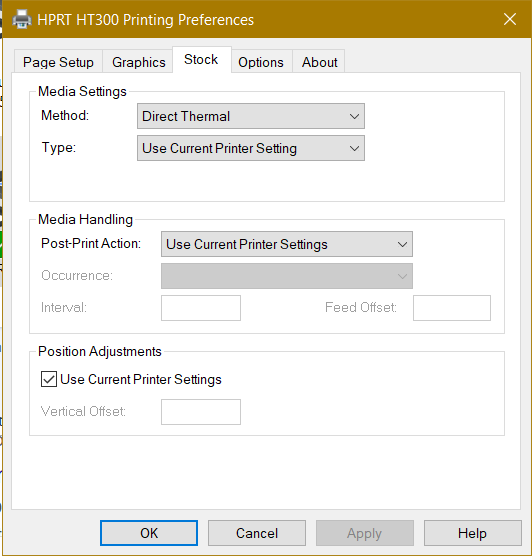 HPRT HT300 Printing Preferences
Page Setup Graphics Stock Options About
Media Settings
Method: Direct Thermal
Type: Use Current Printer Setting
Media Handling
Post-Print Action: Use Current Printer Settings
Occurrence:
Interval: Feed Offset:
Position Adjustments
Use Current Printer Settings
Vertical Offset:
OK Cancel Apply Help